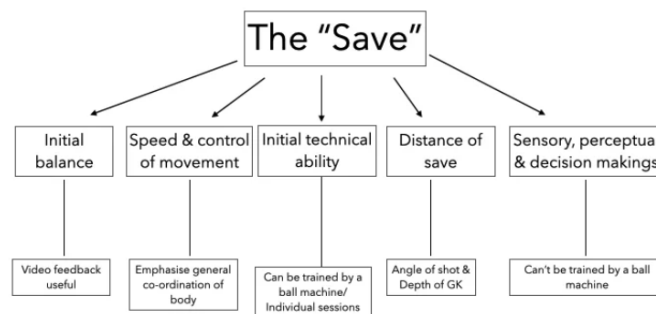 The “Save”
Initial
balance
Speed & control
of movement
Initial technical
ability
Distance of
save
Sensory, perceptual
& decision makings
Video feedback
useful
Emphasise general
co-ordination of
body
Can be trained by a
ball machine/
Individual sessions
Angle of shot &
Depth of GK
Can't be trained by a ball
machine